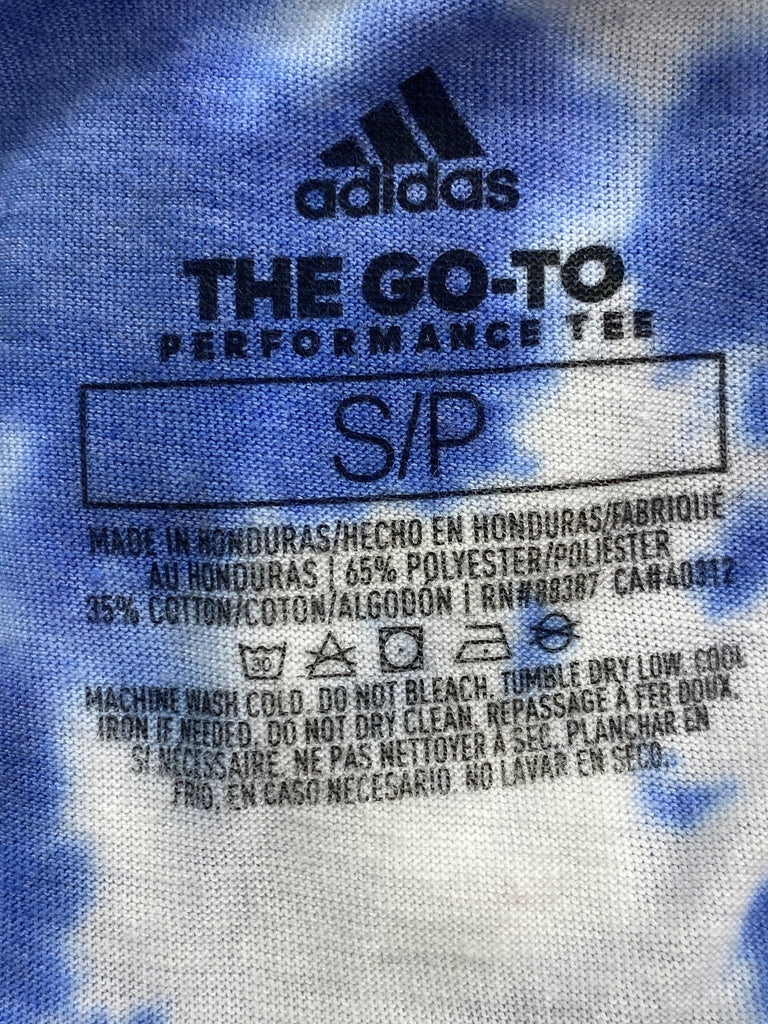 adidas
THE GO-TO
PERFORMANCE TEE
S/P
MADE IN HONDURAS/HECHO EN HONDURAS/FABRIQUÉ
AU HONDURAS | 65% POLYESTER/POLIÉSTER
35% COTTON/COTON/ALGODON | RN#88387 CA#40312
30
MACHINE WASH COLD. DO NOT BLEACH. TUMBLE DRY LOW. COOL
IRON IF NEEDED. DO NOT DRY CLEAN. REPASSAGE À FER DOUX,
SI NÉCESSAIRE. NE PAS NETTOYER À SEC. PLANCHAR EN
FRIO, EN CASO NECESARIO. NO LAVAR EN SECO.